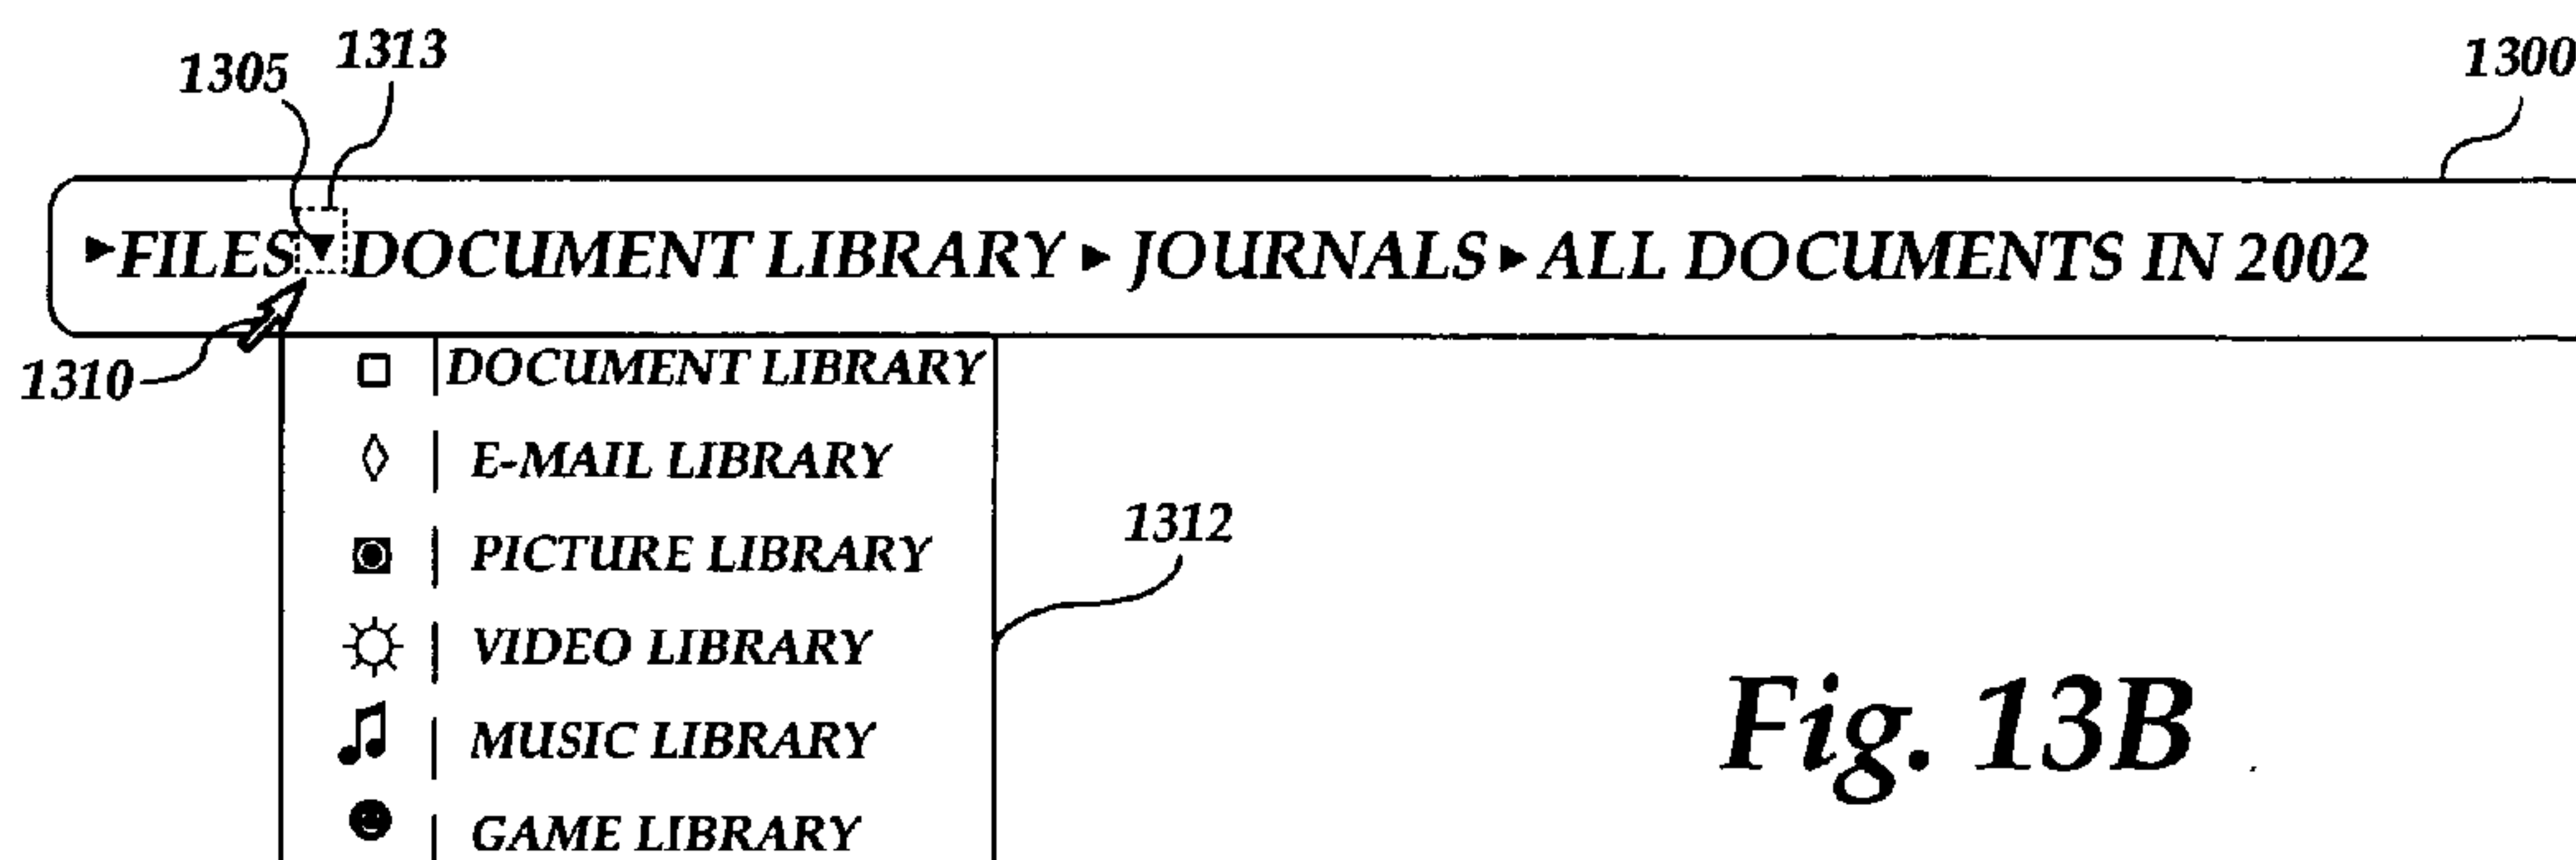 1305 1313 1300
▸FILES▾DOCUMENT LIBRARY ▸ JOURNALS ▸ ALL DOCUMENTS IN 2002
1310
DOCUMENT LIBRARY
E-MAIL LIBRARY
PICTURE LIBRARY
1312
VIDEO LIBRARY
MUSIC LIBRARY
GAME LIBRARY
Fig. 13B